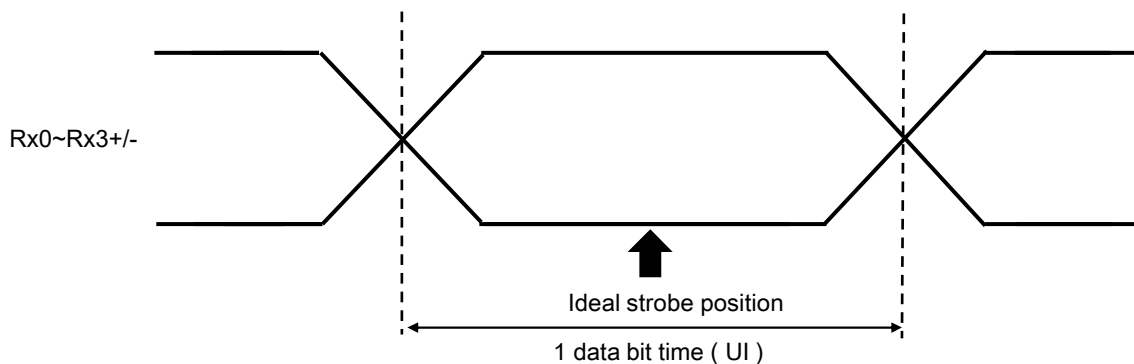 Rx0~Rx3+/-
Ideal strobe position
1 data bit time ( UI )